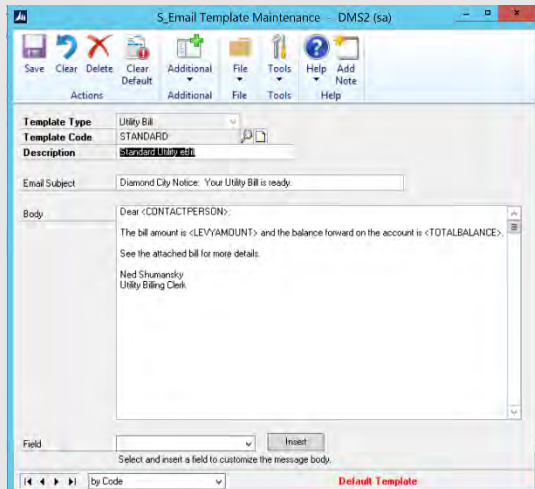 S_Email Template Maintenance - DMS2 (sa)
Save Clear Delete Clear Default Additional File Tools Help Add Note
Actions Additional File Tools Help
Template Type Utility Bill
Template Code STANDARD
Description Standard Utility eBill
Email Subject Diamond City Notice: Your Utility Bill is ready.
Body Dear <CONTACTPERSON>:
The bill amount is <LEVYAMOUNT> and the balance forward on the account is <TOTALBALANCE>.
See the attached bill for more details.
Ned Shumansky
Utility Billing Clerk
Field Insert
Select and insert a field to customize the message body.
by Code Default Template